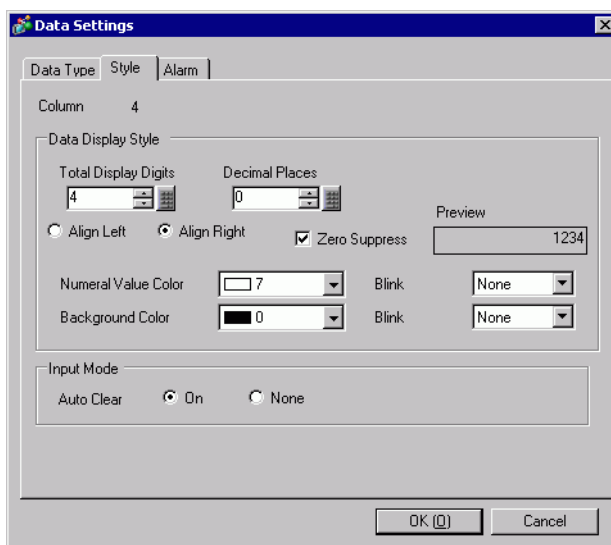 Data Settings
Data Type Style Alarm
Column 4
Data Display Style
Total Display Digits Decimal Places
4 0
Preview
Align Left Align Right Zero Suppress 1234
Numeral Value Color 7 Blink None
Background Color 0 Blink None
Input Mode
Auto Clear On None
OK (O) Cancel